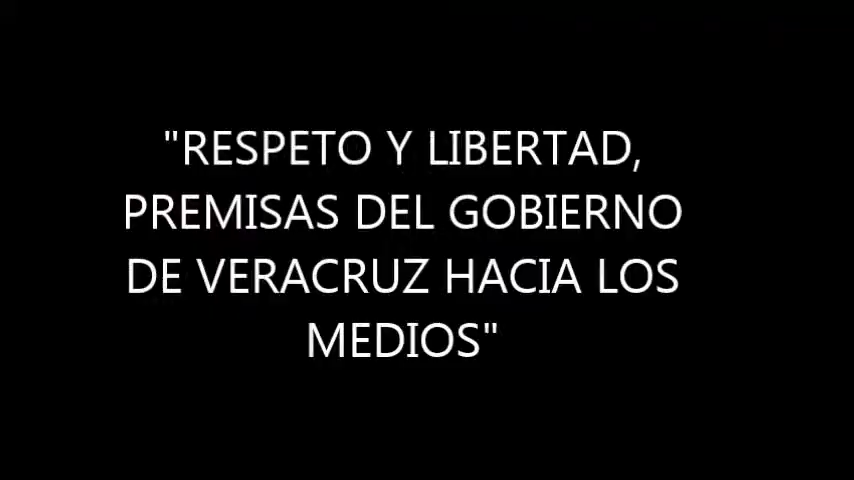 "RESPETO Y LIBERTAD,
PREMISAS DEL GOBIERNO
DE VERACRUZ HACIA LOS
MEDIOS"